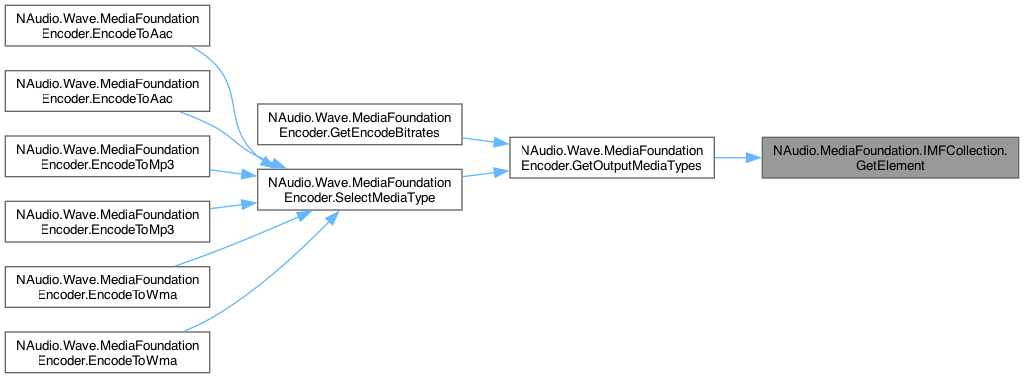 NAudio.Wave.MediaFoundation
Encoder.EncodeToAac
NAudio.Wave.MediaFoundation
Encoder.EncodeToAac
NAudio.Wave.MediaFoundation
Encoder.EncodeToMp3
NAudio.Wave.MediaFoundation
Encoder.EncodeToMp3
NAudio.Wave.MediaFoundation
Encoder.EncodeToWma
NAudio.Wave.MediaFoundation
Encoder.EncodeToWma
NAudio.Wave.MediaFoundation
Encoder.GetEncodeBitrates
NAudio.Wave.MediaFoundation
Encoder.SelectMediaType
NAudio.Wave.MediaFoundation
Encoder.GetOutputMediaTypes
NAudio.MediaFoundation.IMFCollection.
GetElement